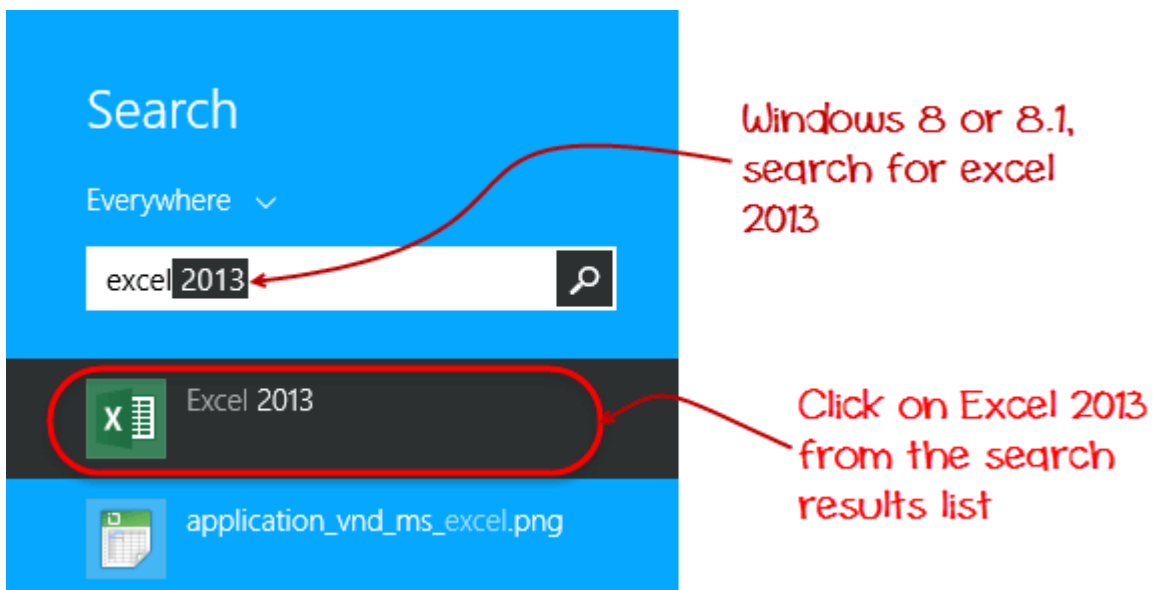 Search
Everywhere
excel 2013
Excel 2013
application_vnd_ms_excel.png
Windows 8 or 8.1,
search for excel
2013
Click on Excel 2013
from the search
results list